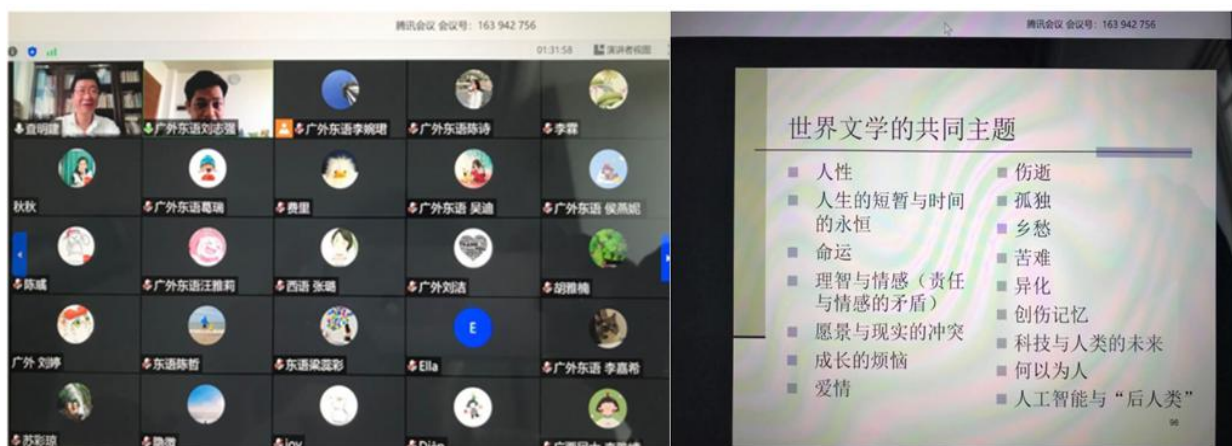 腾讯会议 会议号：163 942 756
01:31:58
演讲者视图
查明建
广外东语刘志强
广外东语李婉珺
广外东语陈诗
李霖
秋秋
广外东语葛瑞
费里
广外东语 吴迪
广外东语 侯燕妮
广外东语汪雅莉
西语 张璐
广外刘洁
胡雅楠
广外 刘婷
东语陈哲
东语梁蕊彩
E
Ella
广外东语 李嘉希
苏彩琼
joy
腾讯会议 会议号：163 942 756
世界文学的共同主题
人性
人生的短暂与时间
的永恒
命运
理智与情感（责任
与情感的矛盾）
愿景与现实的冲突
成长的烦恼
爱情
伤逝
孤独
乡愁
苦难
异化
创伤记忆
科技与人类的未来
何以为人
人工智能与“后人类”
96